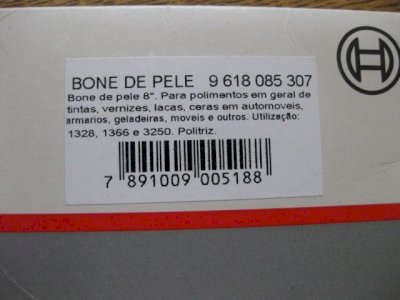 BONE DE PELE 9 618 085 307
Bone de pele 8". Para polimentos em geral de
tintas, vernizes, lacas, ceras em automoveis,
armarios, geladeiras, moveis e outros. Utilização:
1328, 1366 e 3250. Politriz.
7 891009 005188